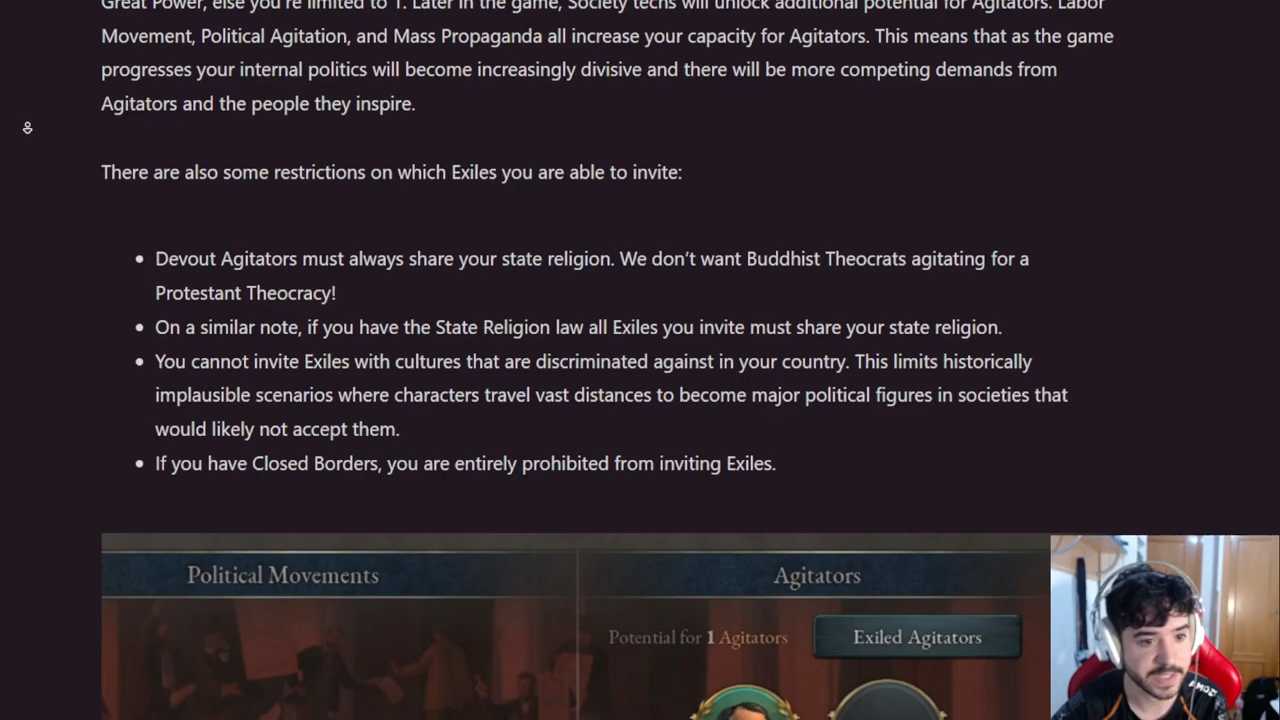 Great Power, else you're limited to 1. Later in the game, Society techs will unlock additional potential for Agitators. Labor
Movement, Political Agitation, and Mass Propaganda all increase your capacity for Agitators. This means that as the game
progresses your internal politics will become increasingly divisive and there will be more competing demands from
Agitators and the people they inspire.
There are also some restrictions on which Exiles you are able to invite:
• Devout Agitators must always share your state religion. We don’t want Buddhist Theocrats agitating for a
Protestant Theocracy!
• On a similar note, if you have the State Religion law all Exiles you invite must share your state religion.
• You cannot invite Exiles with cultures that are discriminated against in your country. This limits historically
implausible scenarios where characters travel vast distances to become major political figures in societies that
would likely not accept them.
• If you have Closed Borders, you are entirely prohibited from inviting Exiles.
Political Movements
Agitators
Potential for 1 Agitators
Exiled Agitators